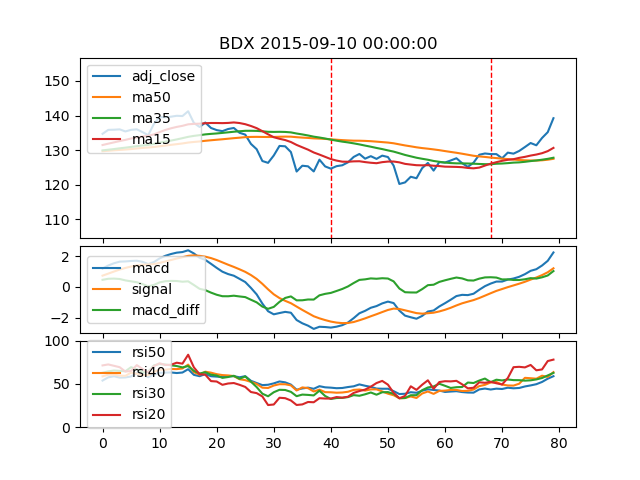 BDX 2015-09-10 00:00:00
150
140
130
120
110
adj_close
ma50
ma35
ma15
2
0
−2
macd
signal
macd_diff
100
50
0
rsi50
rsi40
rsi30
rsi20
0 10 20 30 40 50 60 70 80